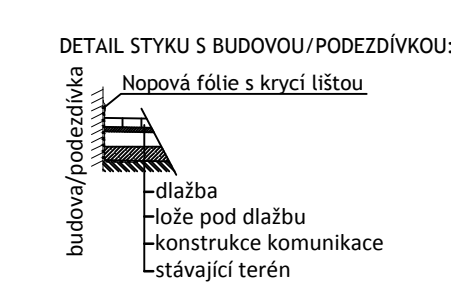 DETAIL STYKU S BUDOVOU/PODEZDÍVKOU:
Nopová fólie s krycí lištou
budova/podezdívka
dlažba
lože pod dlažbu
konstrukce komunikace
stávající terén